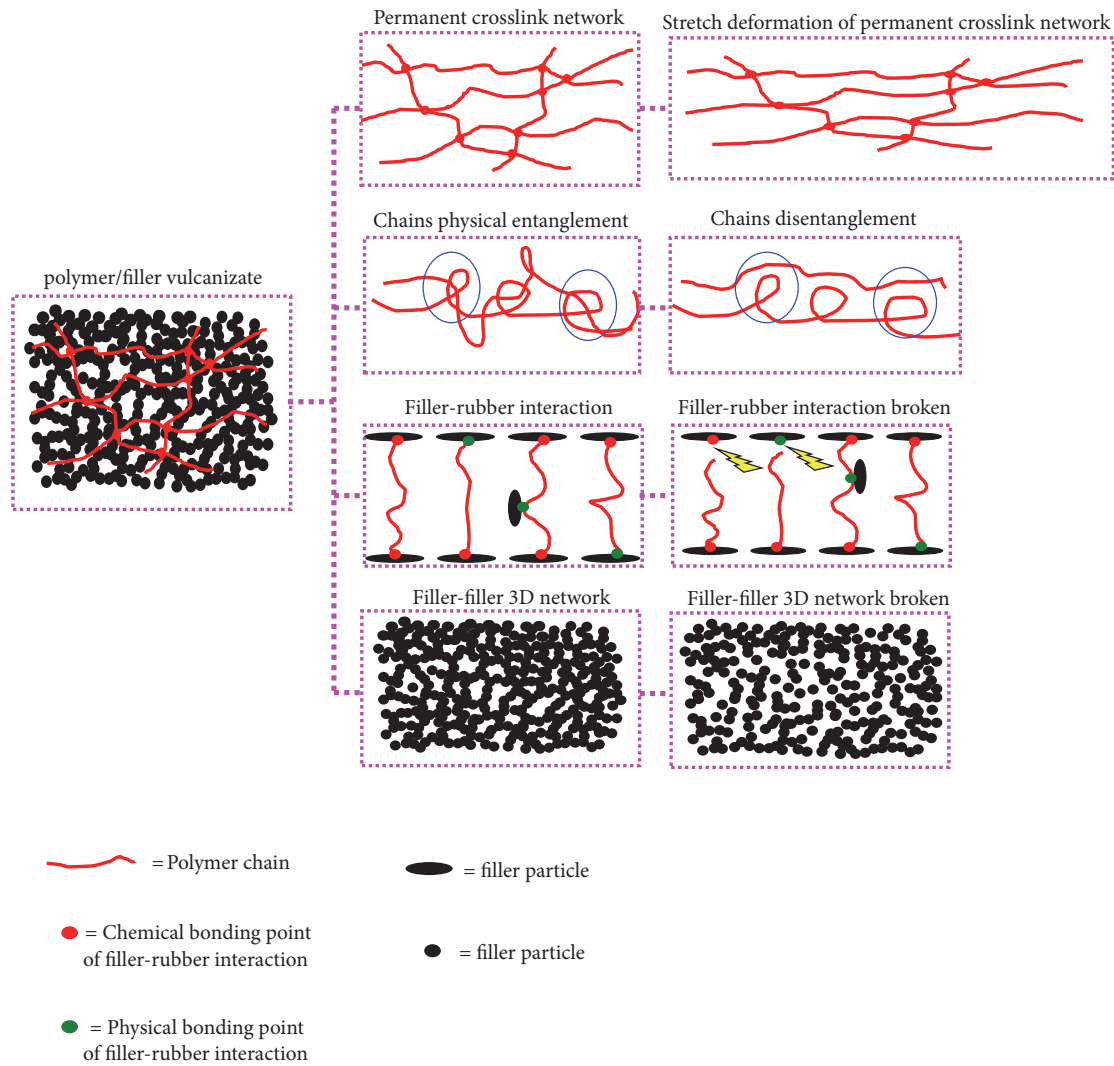 Permanent crosslink network
Stretch deformation of permanent crosslink network
Chains physical entanglement
Chains disentanglement
polymer/filler vulcanizate
Filler-rubber interaction
Filler-rubber interaction broken
Filler-filler 3D network
Filler-filler 3D network broken
= Polymer chain
= filler particle
= Chemical bonding point
of filler-rubber interaction
= filler particle
= Physical bonding point
of filler-rubber interaction